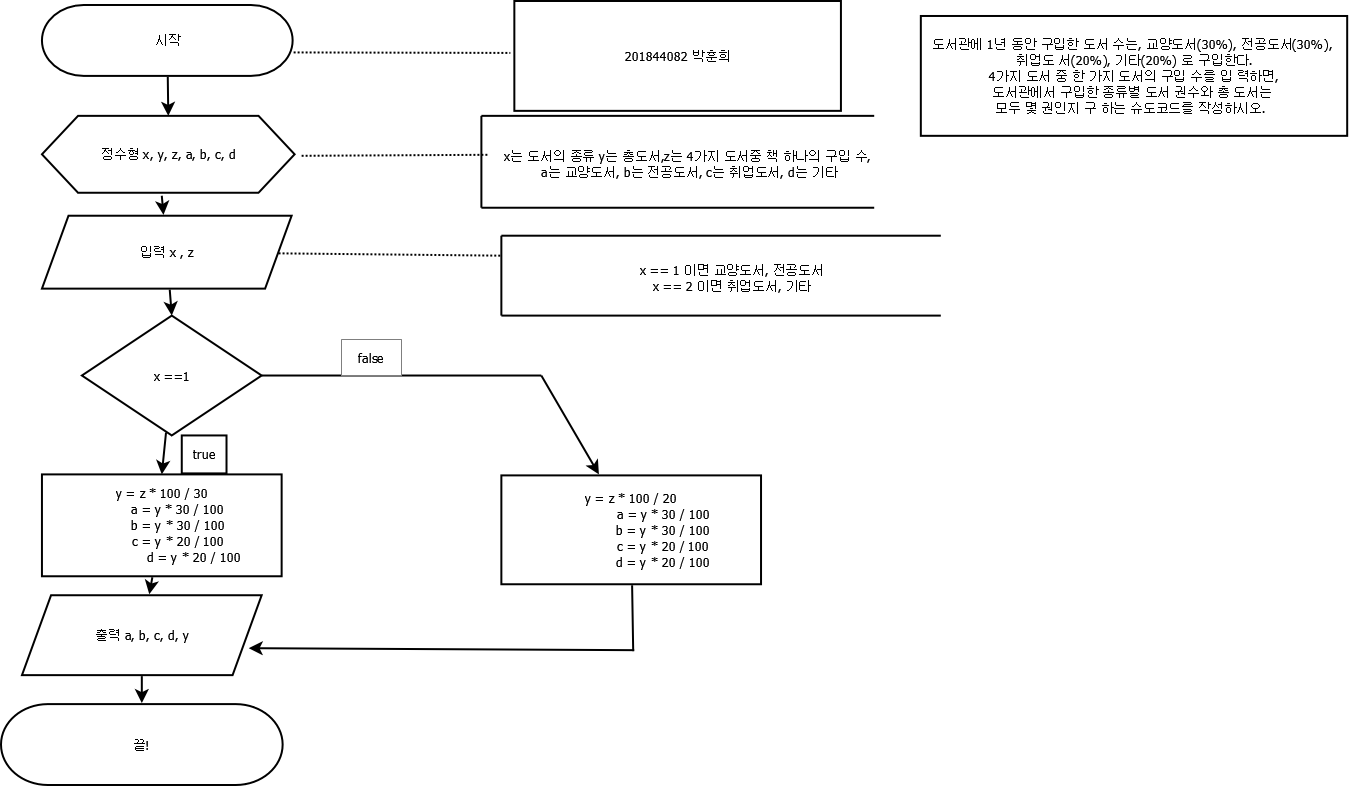 시작
201844082 박훈희
도서관에 1년 동안 구입한 도서 수는, 교양도서(30%), 전공도서(30%),
취업도 서(20%), 기타(20%) 로 구입한다.
4가지 도서 중 한 가지 도서의 구입 수를 입 력하면,
도서관에서 구입한 종류별 도서 권수와 총 도서는
모두 몇 권인지 구 하는 슈도코드를 작성하시오.
정수형 x, y, z, a, b, c, d
x는 도서의 종류 y는 총도서,z는 4가지 도서중 책 하나의 구입 수,
a는 교양도서, b는 전공도서, c는 취업도서, d는 기타
입력 x , z
x == 1 이면 교양도서, 전공도서
x == 2 이면 취업도서, 기타
x ==1
false
true
y = z * 100 / 30
a = y * 30 / 100
b = y * 30 / 100
c = y * 20 / 100
d = y * 20 / 100
y = z * 100 / 20
a = y * 30 / 100
b = y * 30 / 100
c = y * 20 / 100
d = y * 20 / 100
출력 a, b, c, d, y
끝!